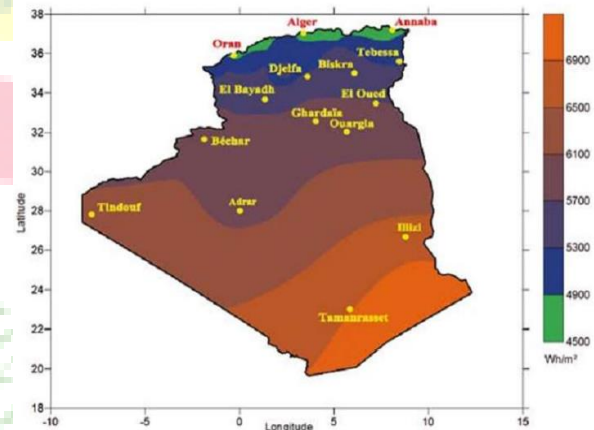 38
36
34
32
30
28
26
24
22
20
18
Latitude
Alger
Annaba
Oran
Tebessa
Djelfa
Biskra
El Bayadh
El Oued
Ghardaïa
Ouargla
Béchar
Adrar
Tindouf
Illizi
Tamanrasset
-10 -5 0 5 10 15
Longitude
6900
6500
6100
5700
5300
4900
4500
Wh/m²